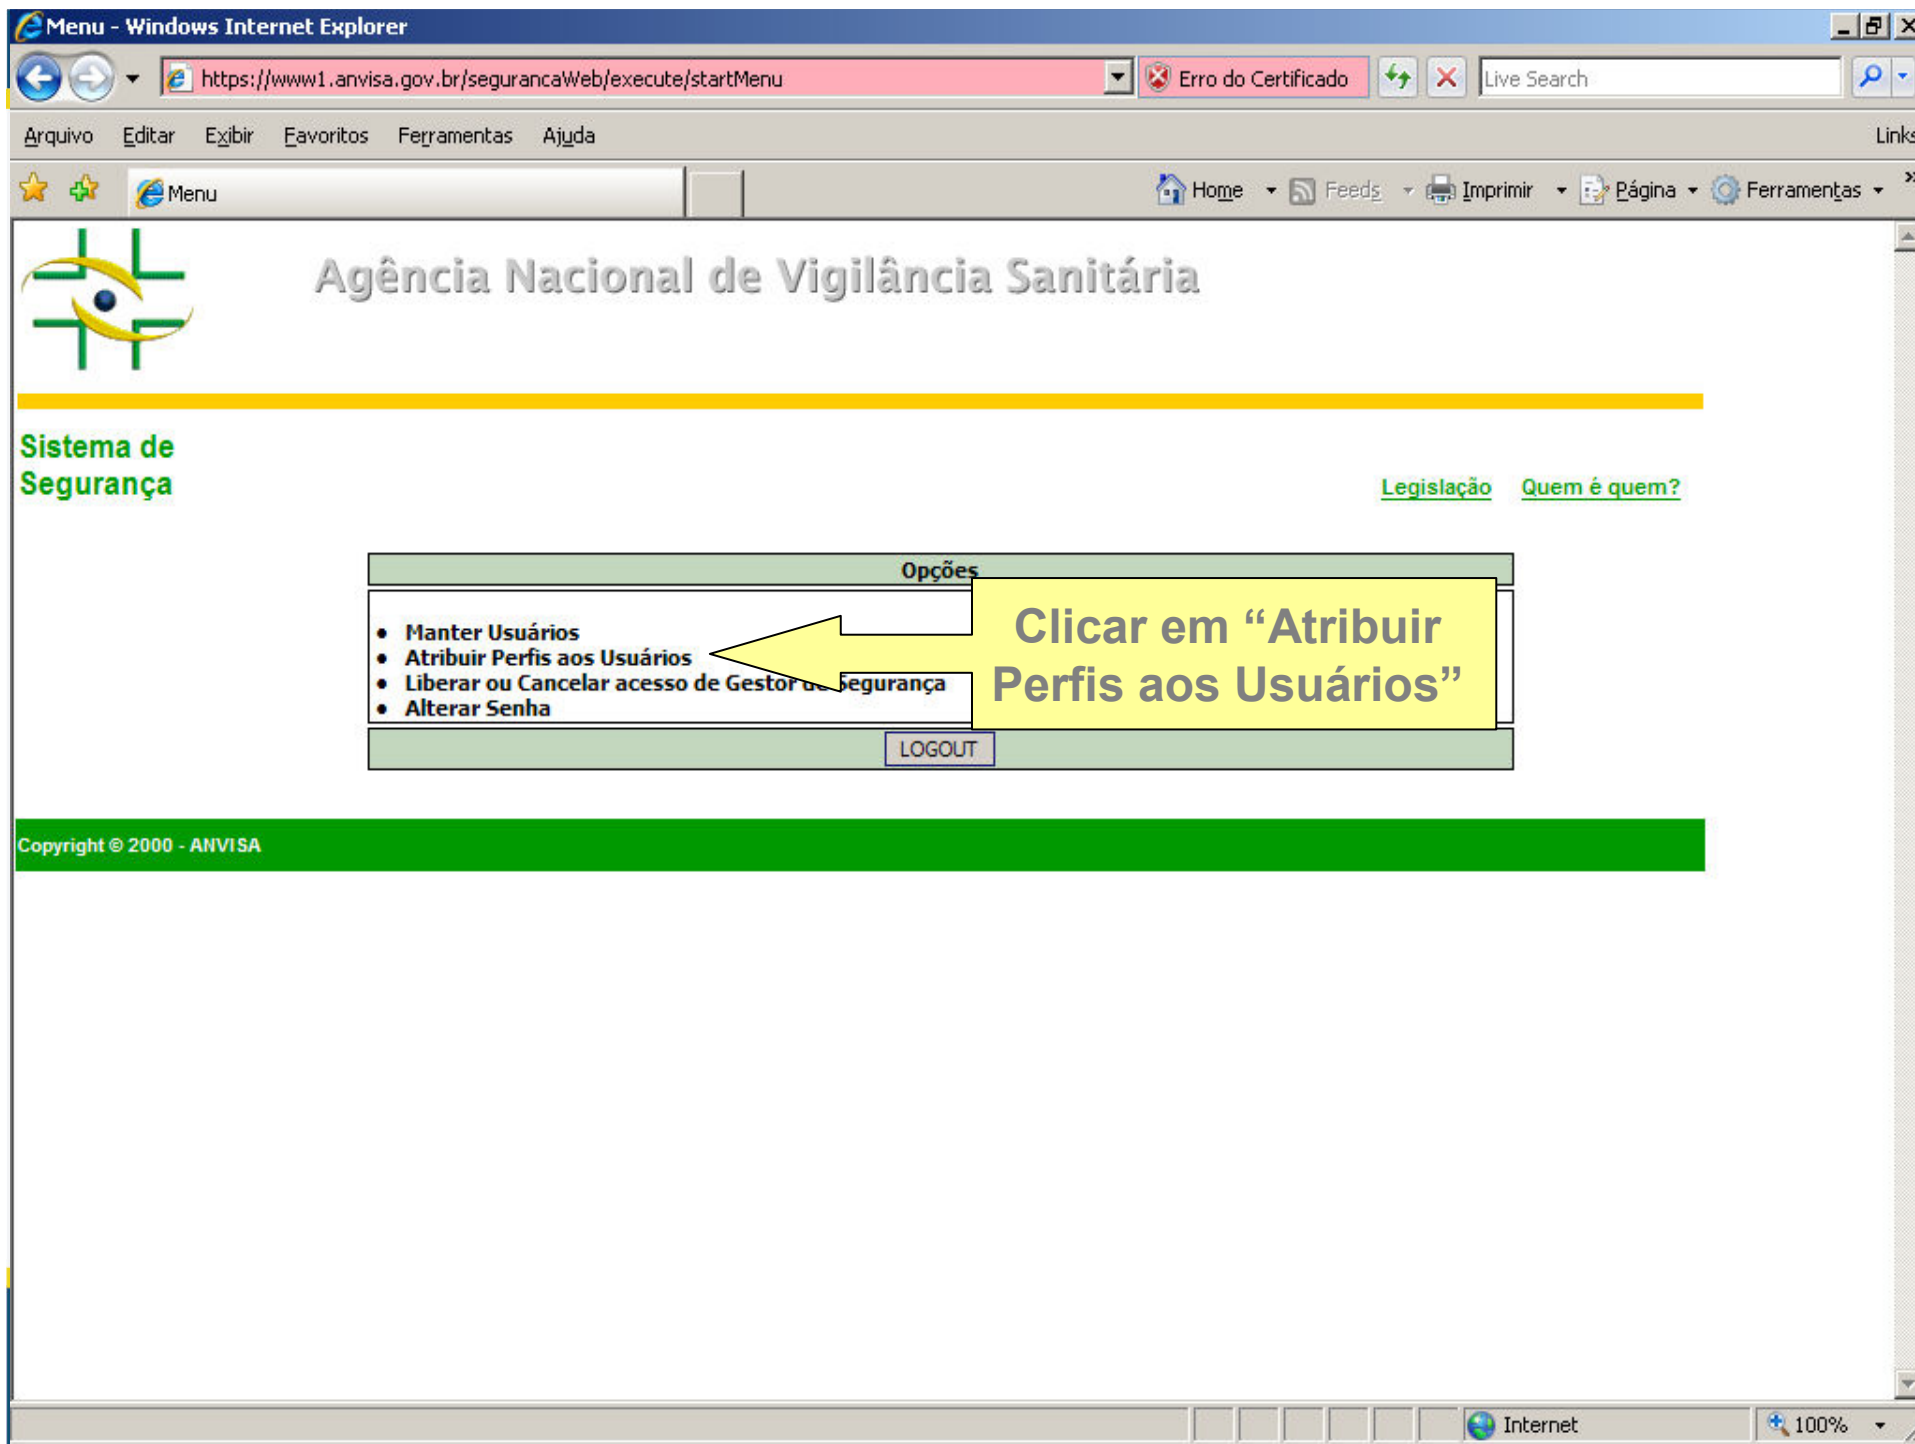 Menu - Windows Internet Explorer
https://www1.anvisa.gov.br/segurancaWeb/execute/startMenu
Erro do Certificado
Live Search
Arquivo Editar Exibir Favoritos Ferramentas Ajuda
Links
Menu
Home Feeds Imprimir Página Ferramentas »
Agência Nacional de Vigilância Sanitária
Sistema de
Segurança
Legislação Quem é quem?
Opções
• Manter Usuários
• Atribuir Perfis aos Usuários
• Liberar ou Cancelar acesso de Gestor de Segurança
• Alterar Senha
Clicar em “Atribuir
Perfis aos Usuários”
LOGOUT
Copyright © 2000 - ANVISA
Internet
100%